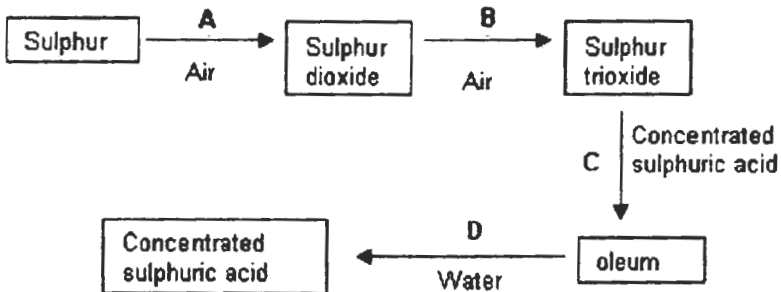 Sulphur
A
Air
Sulphur
dioxide
B
Air
Sulphur
trioxide
C
Concentrated
sulphuric acid
oleum
D
Water
Concentrated
sulphuric acid